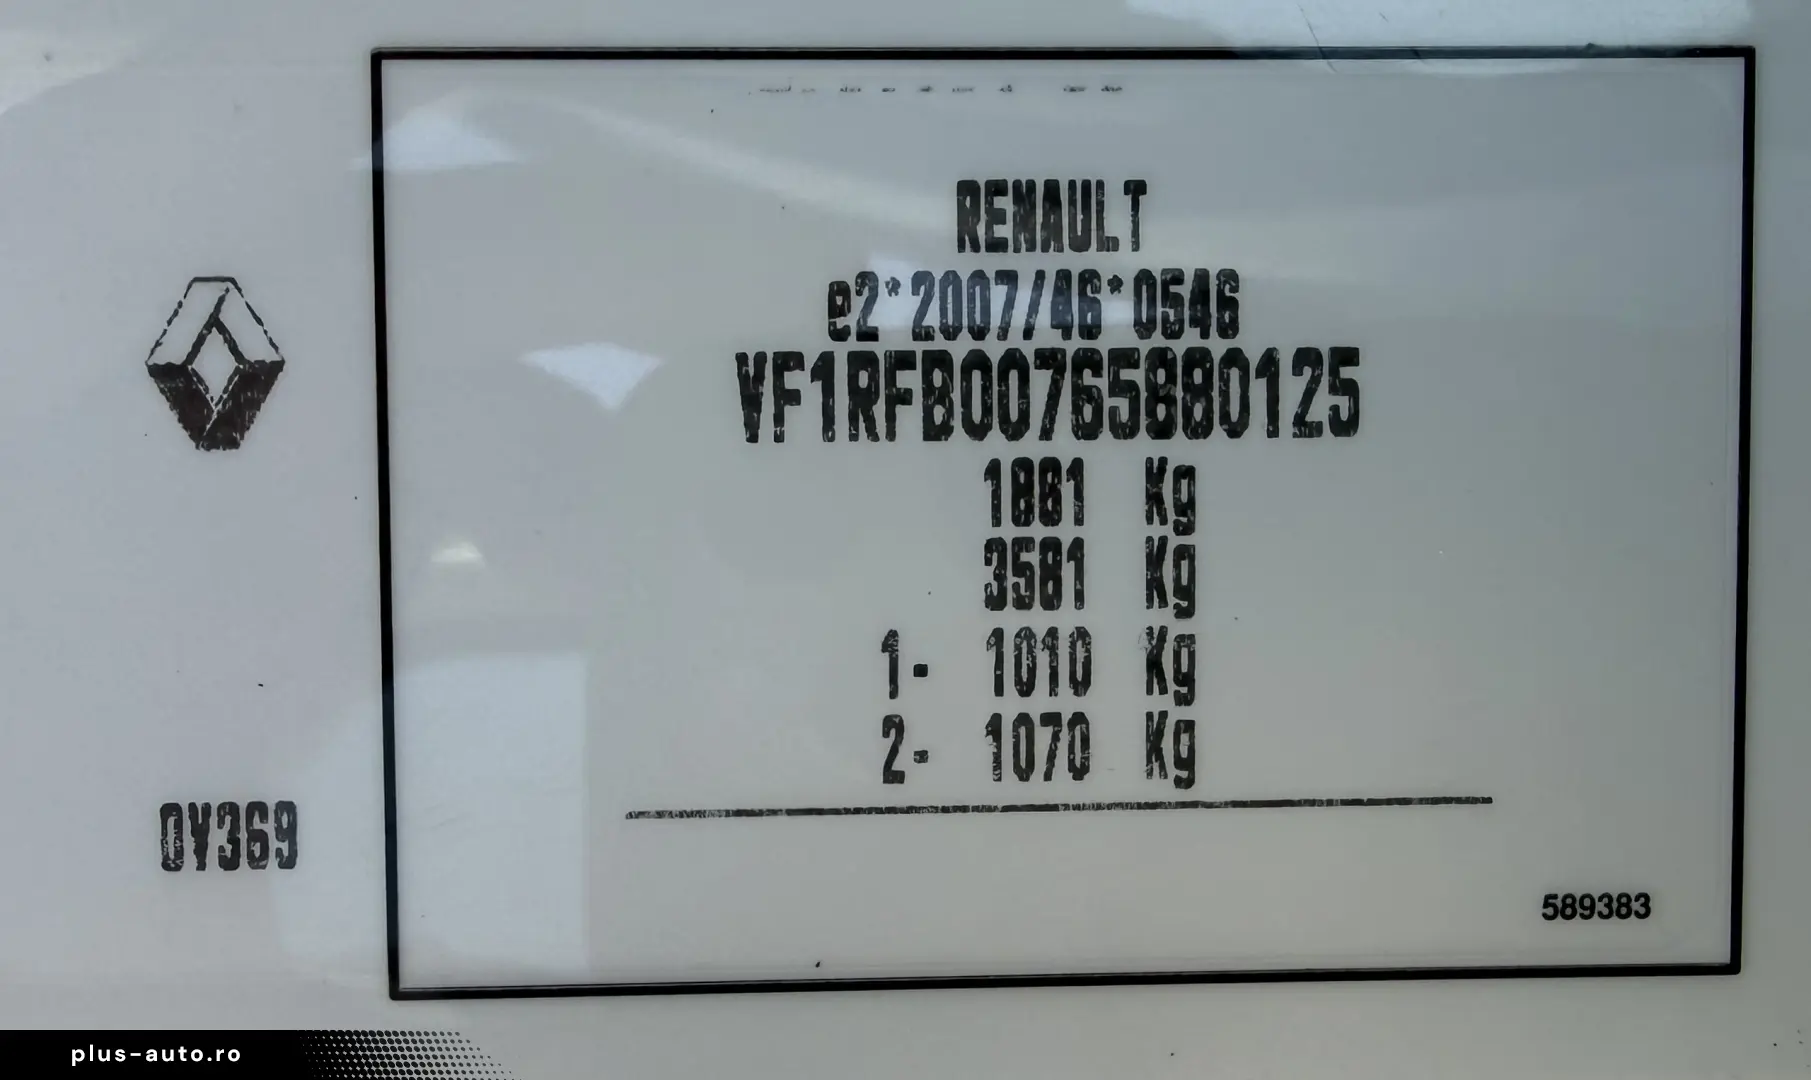 RENAULT
e2*2007/46*0546
VF1RFB00765880125
1881 Kg
3581 Kg
1- 1010 Kg
2- 1070 Kg
OV369
589383
plus-auto.ro